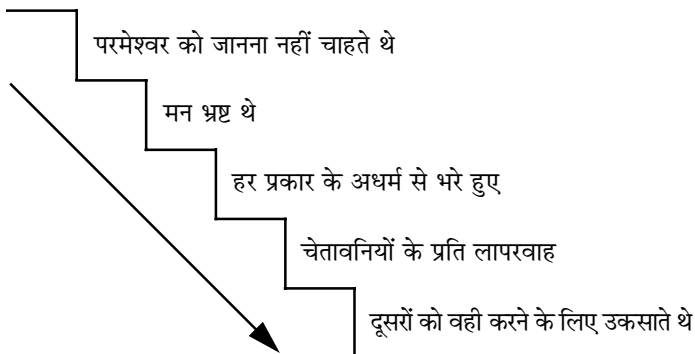 परमेश्वर को जानना नहीं चाहते थे
मन भ्रष्ट थे
हर प्रकार के अधर्म से भरे हुए
चेतावनियों के प्रति लापरवाह
दूसरों को वही करने के लिए उकसाते थे